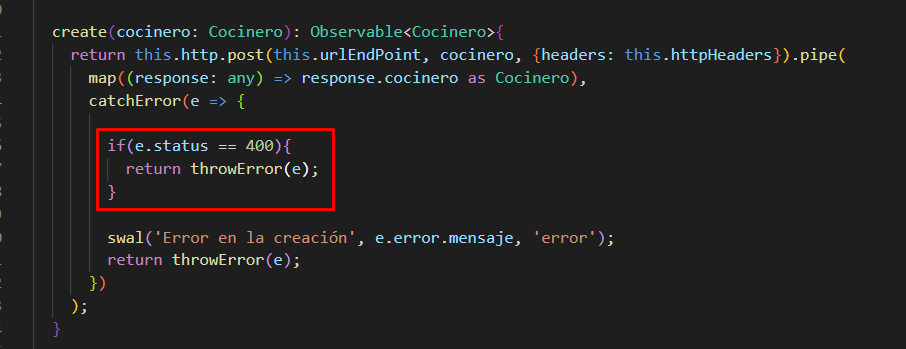 create(cocinero: Cocinero): Observable<Cocinero>{
return this.http.post(this.urlEndPoint, cocinero, {headers: this.httpHeaders}).pipe(
map((response: any) => response.cocinero as Cocinero),
catchError(e => {
if(e.status == 400){
return throwError(e);
}
swal('Error en la creación', e.error.mensaje, 'error');
return throwError(e);
})
);
}